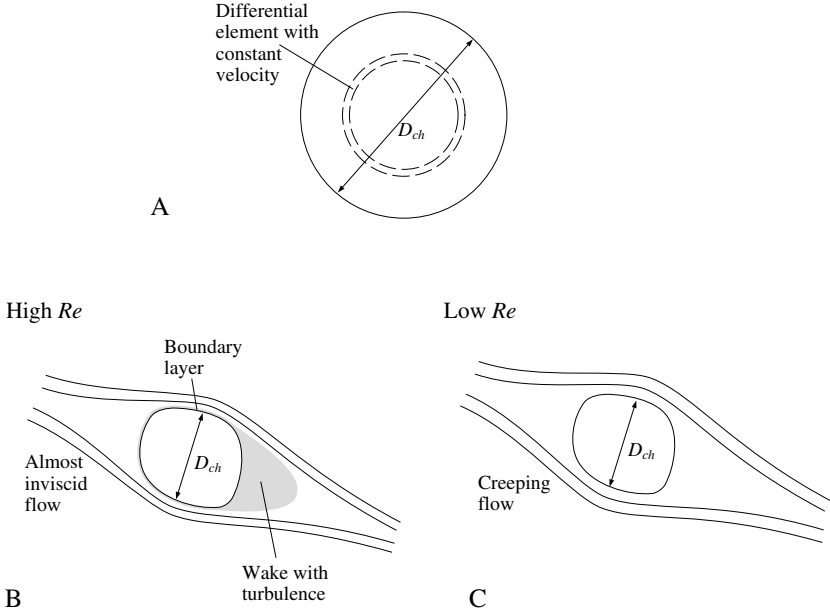 Differential
element with
constant
velocity
D_ch
A
High Re
Low Re
Boundary
layer
Almost
inviscid
flow
D_ch
Creeping
flow
D_ch
Wake with
turbulence
B
C